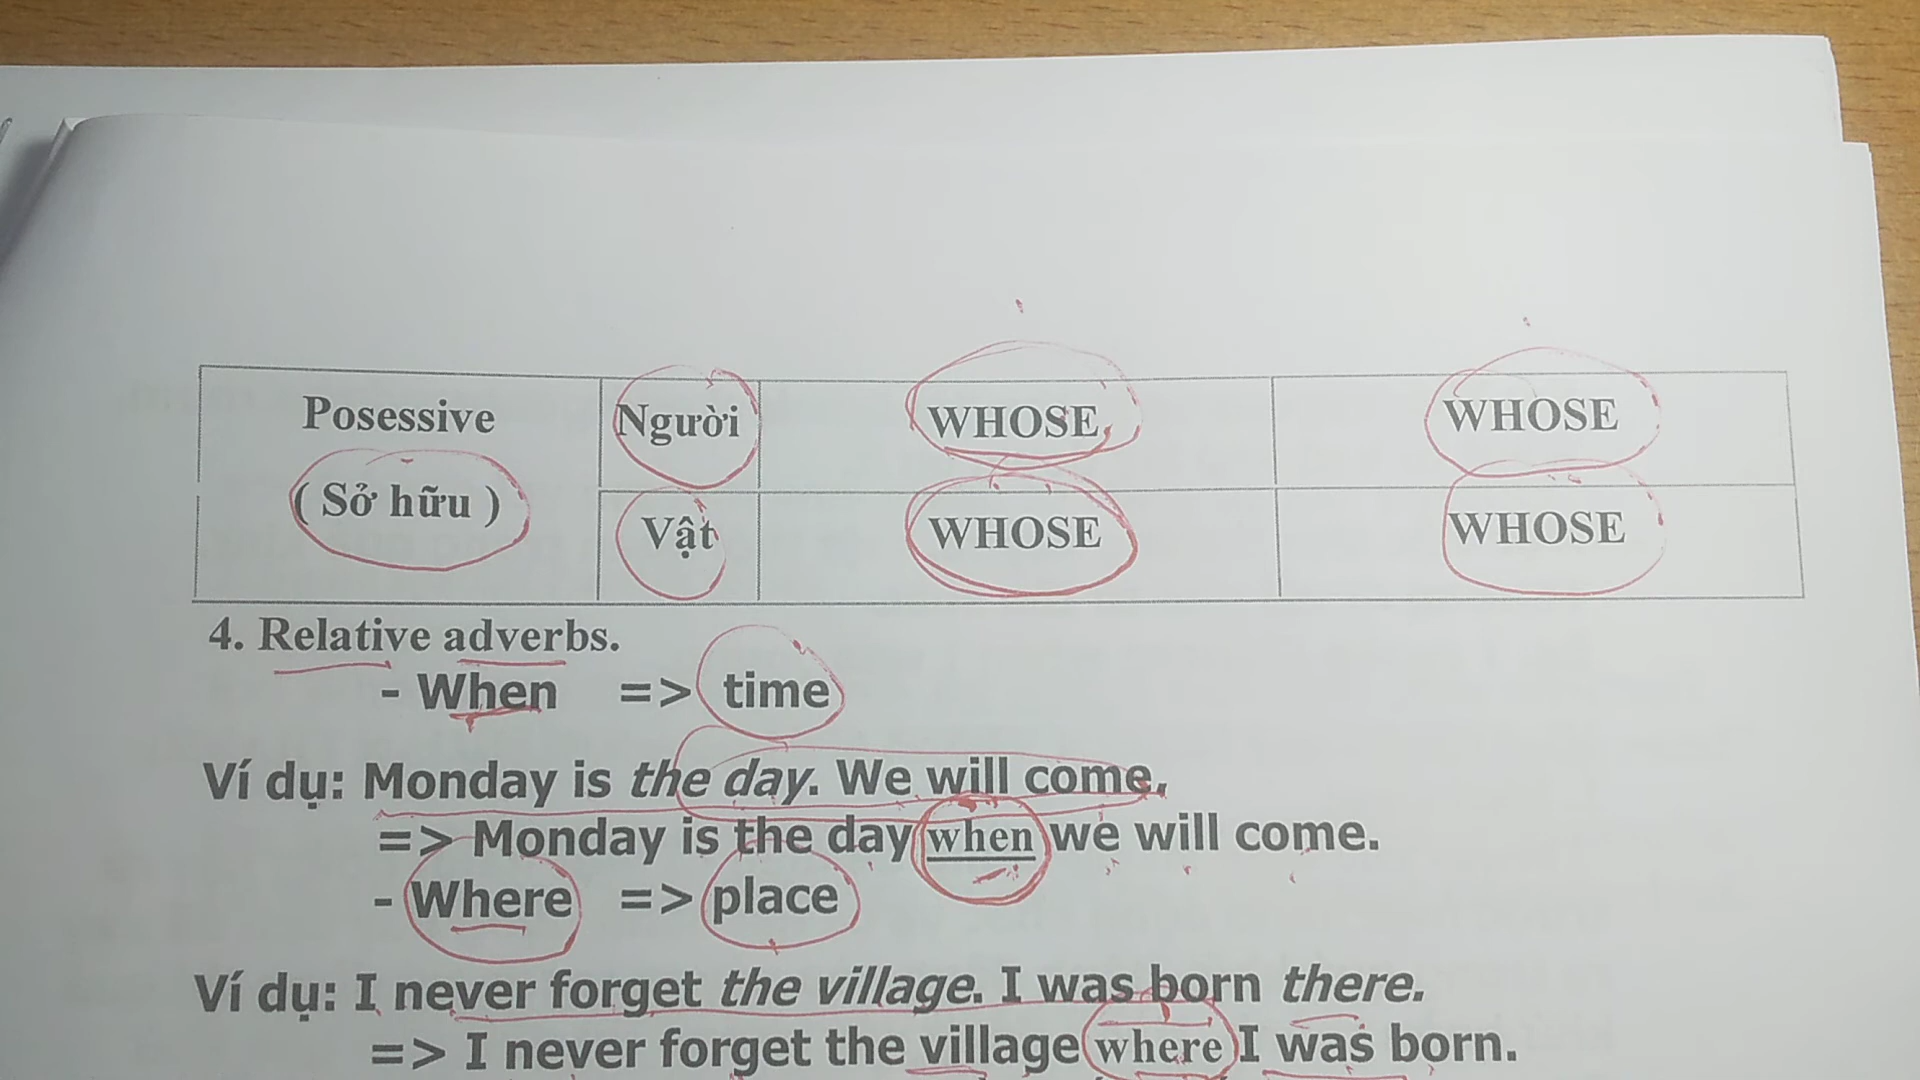 Posessive Người WHOSE WHOSE
( Sở hữu ) Vật WHOSE WHOSE
4. Relative adverbs.
- When => time
Ví dụ: Monday is the day. We will come.
=> Monday is the day when we will come.
- Where => place
Ví dụ: I never forget the village. I was born there.
=> I never forget the village where I was born.